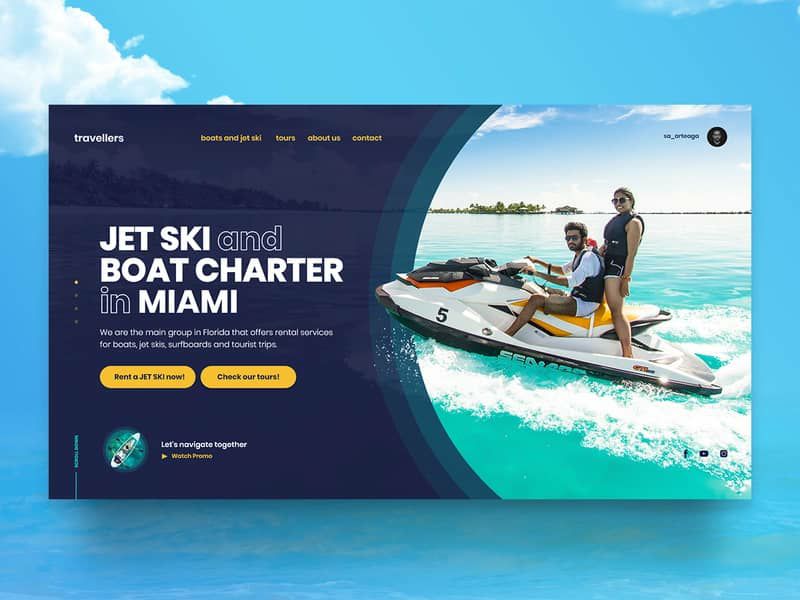 travellers
boats and jet ski
tours
about us
contact
sa_arteaga
JET SKI and
BOAT CHARTER
in MIAMI
We are the main group in Florida that offers rental services
for boats, jet skis, surfboards and tourist trips.
Rent a JET SKI now!
Check our tours!
SCROLL DOWN
Let's navigate together
Watch Promo
5